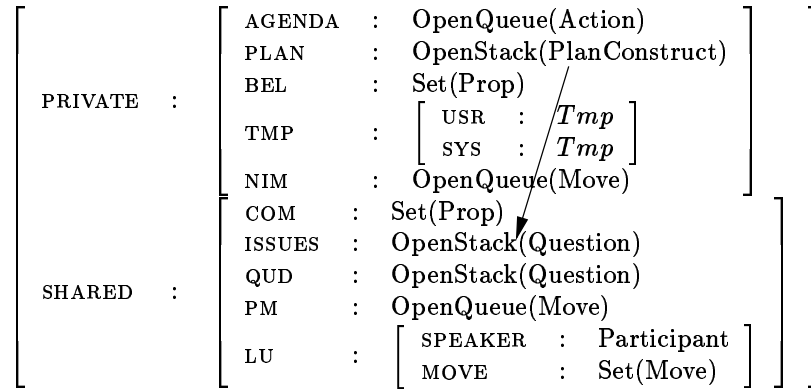 AGENDA : OpenQueue(Action)
PLAN : OpenStack(PlanConstruct)
BEL : Set(Prop)
PRIVATE :
TMP : [ USR : Tmp
SYS : Tmp ]
NIM : OpenQueue(Move)
COM : Set(Prop)
ISSUES : OpenStack(Question)
QUD : OpenStack(Question)
SHARED :
PM : OpenQueue(Move)
LU : [ SPEAKER : Participant
MOVE : Set(Move) ]